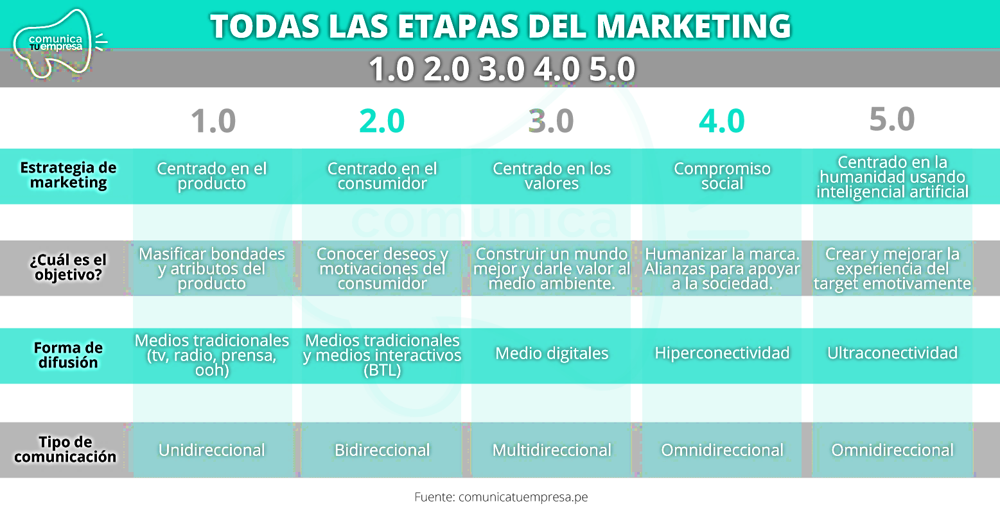 comunica
TU empresa
TODAS LAS ETAPAS DEL MARKETING
1.0 2.0 3.0 4.0 5.0
1.0
2.0
3.0
4.0
5.0
Estrategia de
marketing
Centrado en el
producto
Centrado en el
consumidor
Centrado en los
valores
Compromiso
social
Centrado en la
humanidad usando
inteligencial artificial
comunica
¿Cuál es el
objetivo?
Masificar bondades
y atributos del
producto
Conocer deseos y
motivaciones del
consumidor
Construir un mundo
mejor y darle valor al
medio ambiente.
Humanizar la marca.
Alianzas para apoyar
a la sociedad.
Crear y mejorar la
experiencia del
target emotivamente
Forma de
difusión
Medios tradicionales
(tv, radio, prensa,
ooh)
Medios tradicionales
y medios interactivos
(BTL)
Medio digitales
Hiperconectividad
Ultraconectividad
Tipo de
comunicación
Unidireccional
Bidireccional
Multidireccional
Omnidireccional
Omnidireccional
Fuente: comunicatuempresa.pe